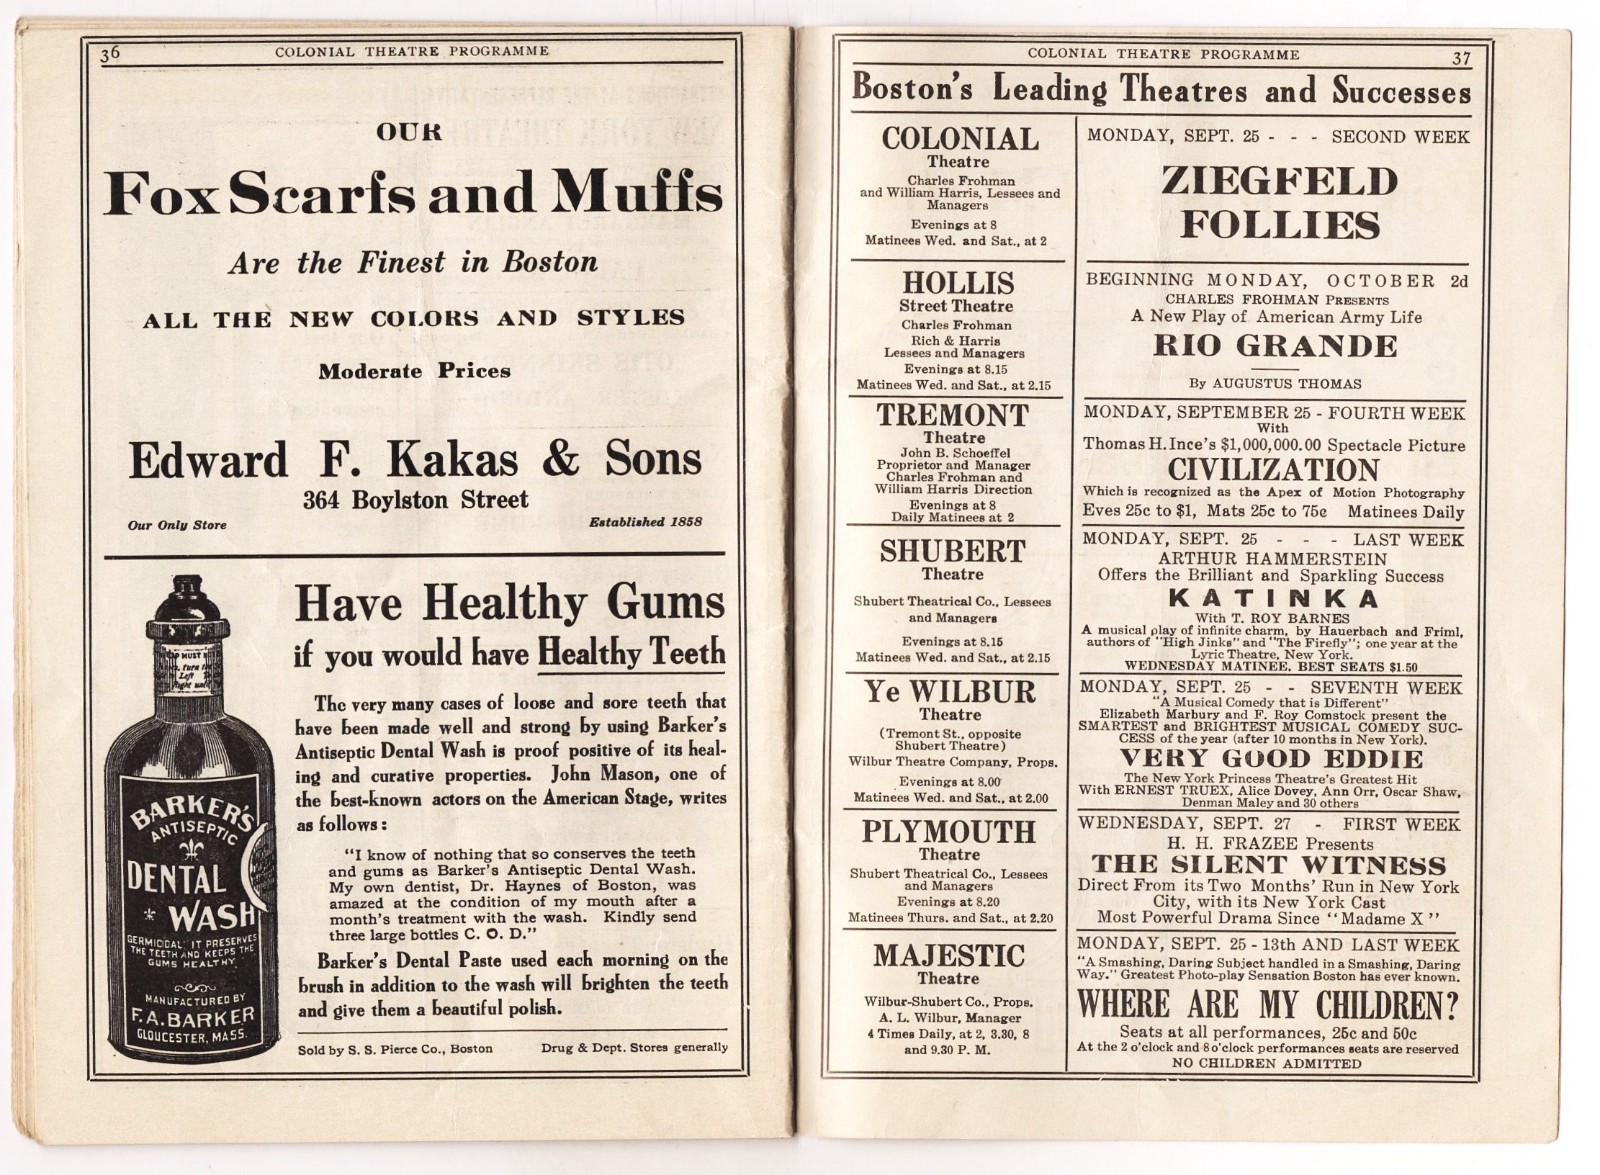 36
COLONIAL THEATRE PROGRAMME
OUR
Fox Scarfs and Muffs
Are the Finest in Boston
ALL THE NEW COLORS AND STYLES
Moderate Prices
Edward F. Kakas & Sons
364 Boylston Street
Our Only Store
Established 1858
Have Healthy Gums
if you would have Healthy Teeth
The very many cases of loose and sore teeth that
have been made well and strong by using Barker's
Antiseptic Dental Wash is proof positive of its heal-
ing and curative properties. John Mason, one of
the best-known actors on the American Stage, writes
as follows:
"I know of nothing that so conserves the teeth
and gums as Barker's Antiseptic Dental Wash.
My own dentist, Dr. Haynes of Boston, was
amazed at the condition of my mouth after a
month's treatment with the wash. Kindly send
three large bottles C. O. D."
Barker's Dental Paste used each morning on the
brush in addition to the wash will brighten the teeth
and give them a beautiful polish.
Sold by S. S. Pierce Co., Boston Drug & Dept. Stores generally
MUST
turn
Left
BARKER'S
ANTISEPTIC
DENTAL
WASH
GERMICIDAL IT PRESERVES
THE TEETH AND KEEPS THE
GUMS HEALTHY.
MANUFACTURED BY
F. A. BARKER
GLOUCESTER, MASS.
COLONIAL THEATRE PROGRAMME
37
Boston's Leading Theatres and Successes
COLONIAL
Theatre
Charles Frohman
and William Harris, Lessees and
Managers
Evenings at 8
Matinees Wed. and Sat., at 2
MONDAY, SEPT. 25 - - - SECOND WEEK
ZIEGFELD
FOLLIES
HOLLIS
Street Theatre
Charles Frohman
Rich & Harris
Lessees and Managers
Evenings at 8.15
Matinees Wed. and Sat., at 2.15
BEGINNING MONDAY, OCTOBER 2d
CHARLES FROHMAN PRESENTS
A New Play of American Army Life
RIO GRANDE
By AUGUSTUS THOMAS
TREMONT
Theatre
John B. Schoeffel
Proprietor and Manager
Charles Frohman and
William Harris Direction
Evenings at 8
Daily Matinees at 2
MONDAY, SEPTEMBER 25 - FOURTH WEEK
With
Thomas H. Ince's $1,000,000.00 Spectacle Picture
CIVILIZATION
Which is recognized as the Apex of Motion Photography
Eves 25c to $1, Mats 25c to 75c Matinees Daily
SHUBERT
Theatre
Shubert Theatrical Co., Lessees
and Managers
Evenings at 8.15
Matinees Wed. and Sat., at 2.15
MONDAY, SEPT. 25 - - - LAST WEEK
ARTHUR HAMMERSTEIN
Offers the Brilliant and Sparkling Success
KATINKA
With T. ROY BARNES
A musical play of infinite charm, by Hauerbach and Friml,
authors of "High Jinks" and "The Firefly"; one year at the
Lyric Theatre, New York.
WEDNESDAY MATINEE, BEST SEATS $1.50
Ye WILBUR
Theatre
(Tremont St., opposite
Shubert Theatre)
Wilbur Theatre Company, Props.
Evenings at 8.00
Matinees Wed. and Sat., at 2.00
MONDAY, SEPT. 25 - - SEVENTH WEEK
"A Musical Comedy that is Different"
Elizabeth Marbury and F. Roy Comstock present the
SMARTEST and BRIGHTEST MUSICAL COMEDY SUC-
CESS of the year (after 10 months in New York).
VERY GOOD EDDIE
The New York Princess Theatre's Greatest Hit
With ERNEST TRUEX, Alice Dovey, Ann Orr, Oscar Shaw,
Denman Maley and 30 others
PLYMOUTH
Theatre
Shubert Theatrical Co., Lessees
and Managers
Evenings at 8.20
Matinees Thurs. and Sat., at 2.20
WEDNESDAY, SEPT. 27 - FIRST WEEK
H. H. FRAZEE Presents
THE SILENT WITNESS
Direct From its Two Months' Run in New York
City, with its New York Cast
Most Powerful Drama Since "Madame X"
MAJESTIC
Theatre
Wilbur-Shubert Co., Props.
A. L. Wilbur, Manager
4 Times Daily, at 2, 3.30, 8
and 9.30 P. M.
MONDAY, SEPT. 25 - 13th AND LAST WEEK
"A Smashing, Daring Subject handled in a Smashing, Daring
Way." Greatest Photo-play Sensation Boston has ever known.
WHERE ARE MY CHILDREN?
Seats at all performances, 25c and 50c
At the 2 o'clock and 8 o'clock performances seats are reserved
NO CHILDREN ADMITTED